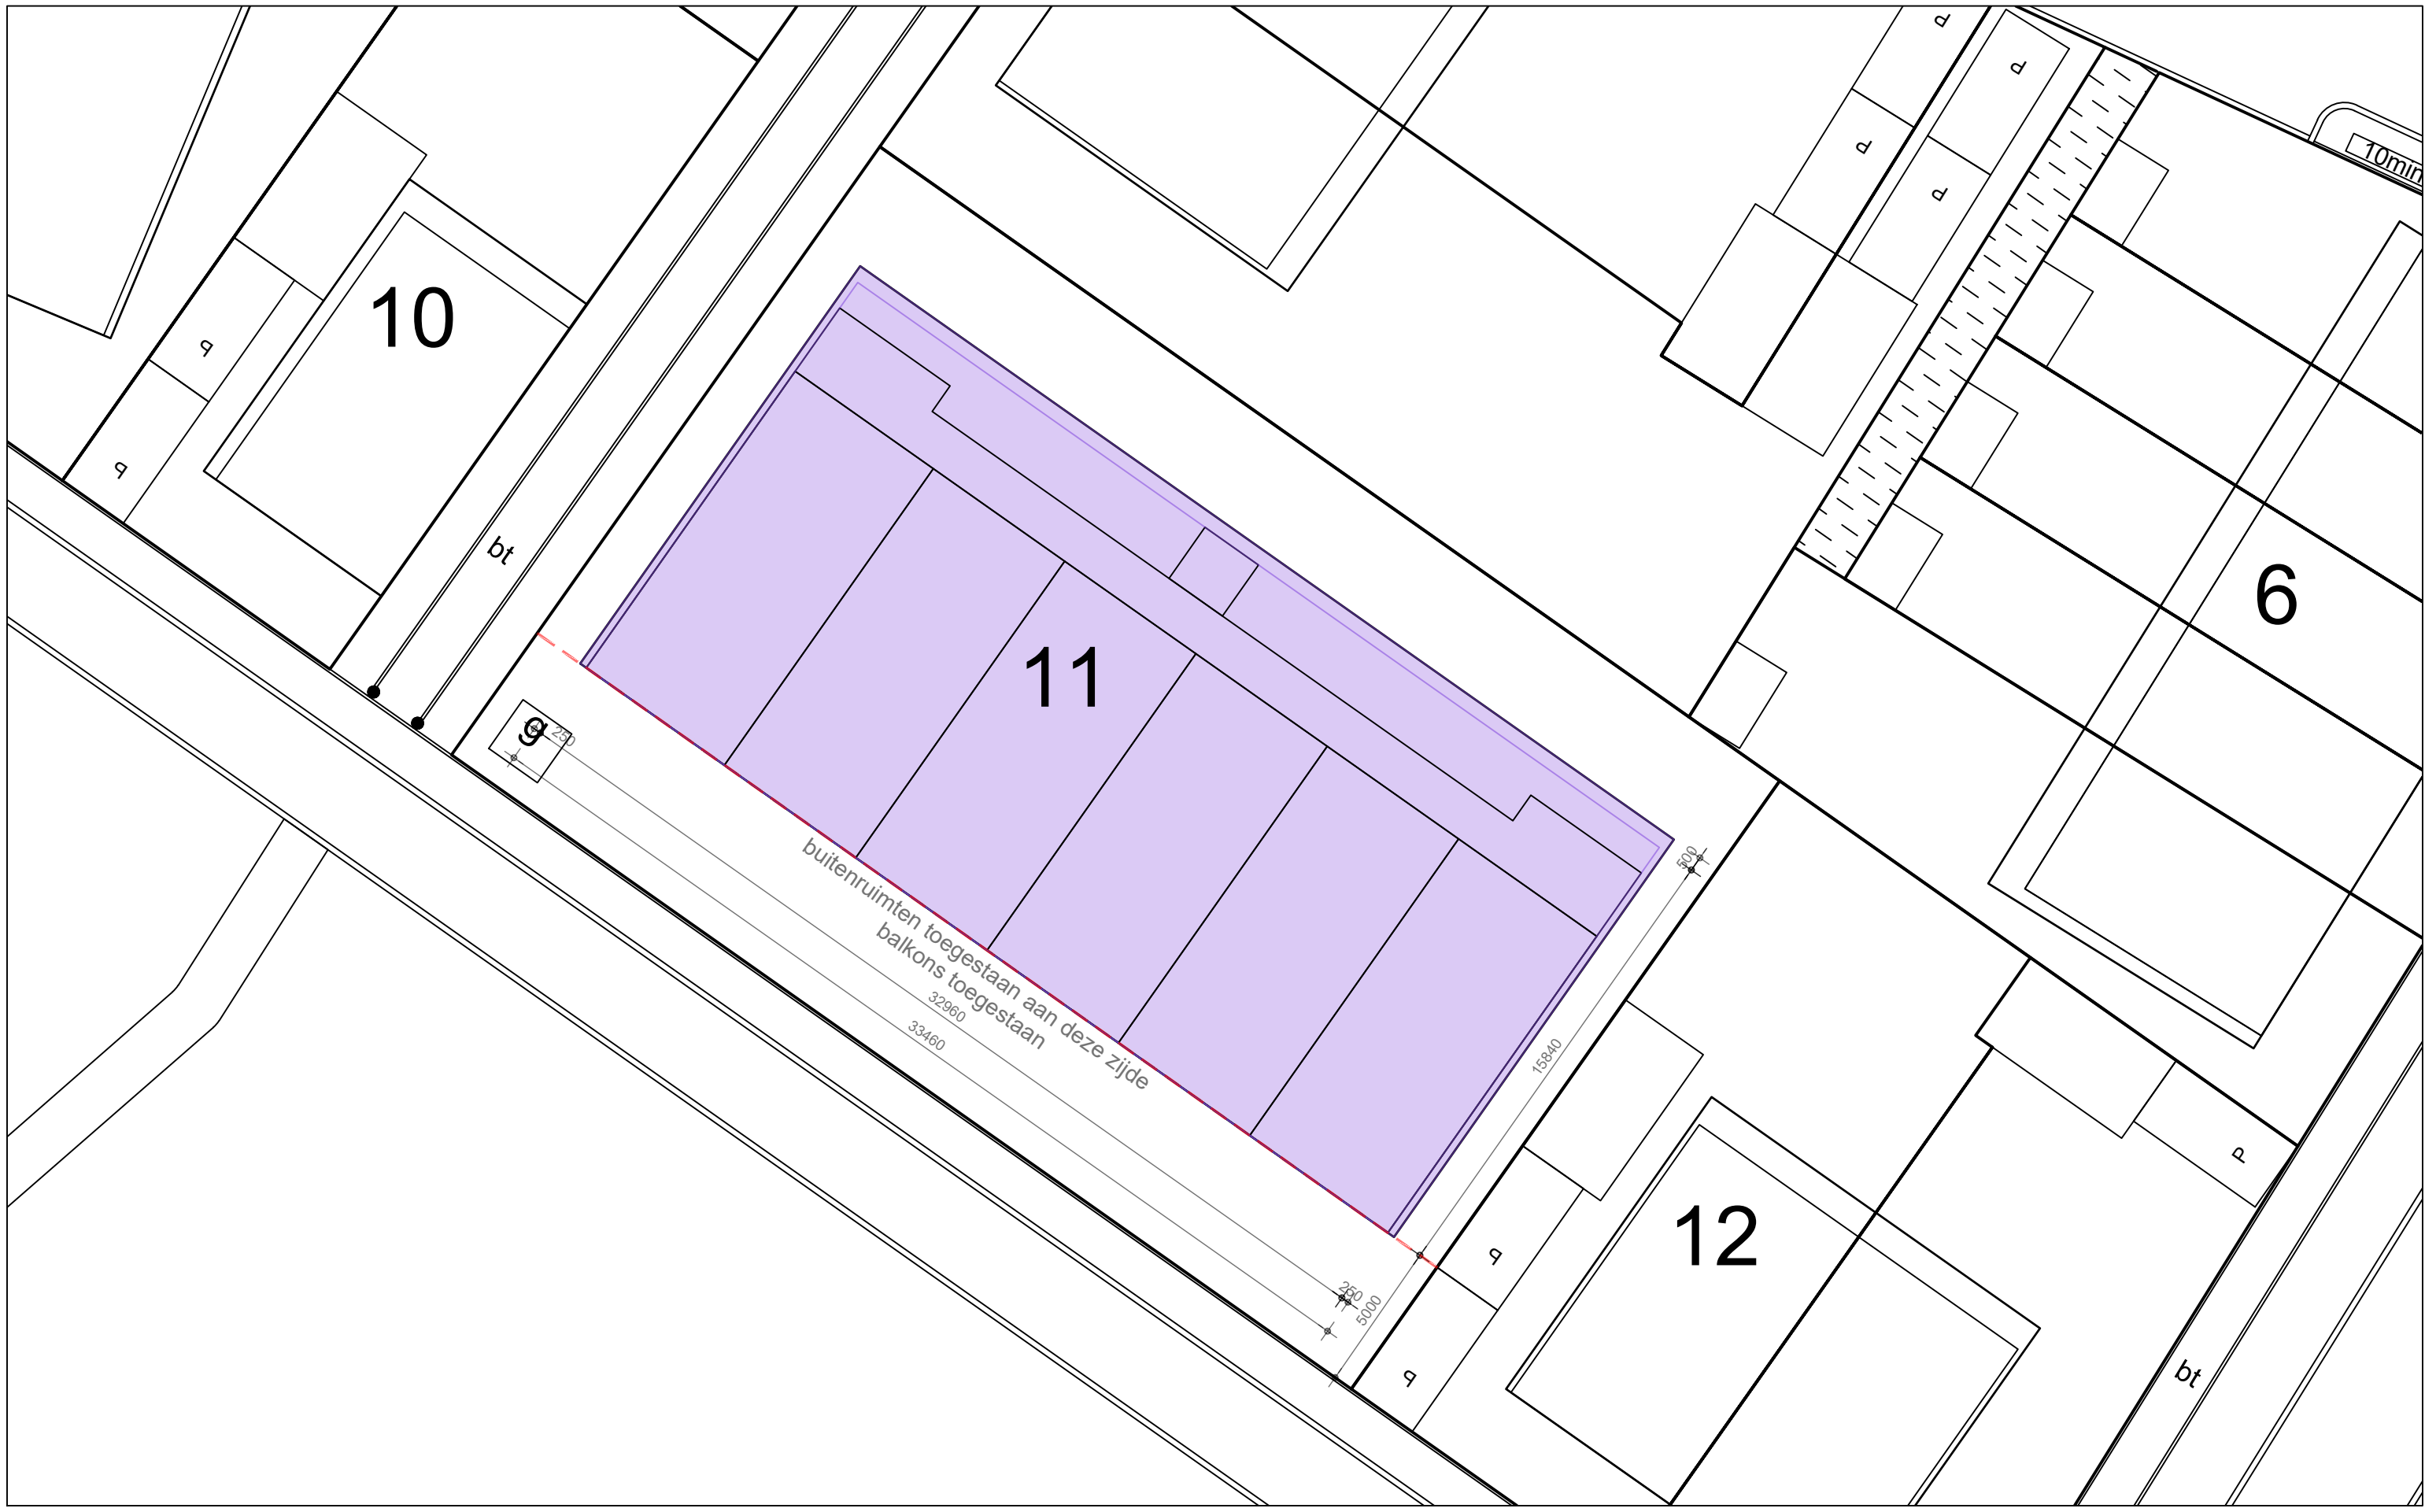 P
P
P
P
P
10min
10
P
P
bt
6
11
g
250
500
buitenruimten toegestaan aan deze zijde
balkons toegestaan
32960
33460
15840
P
12
P
250
5000
P
bt